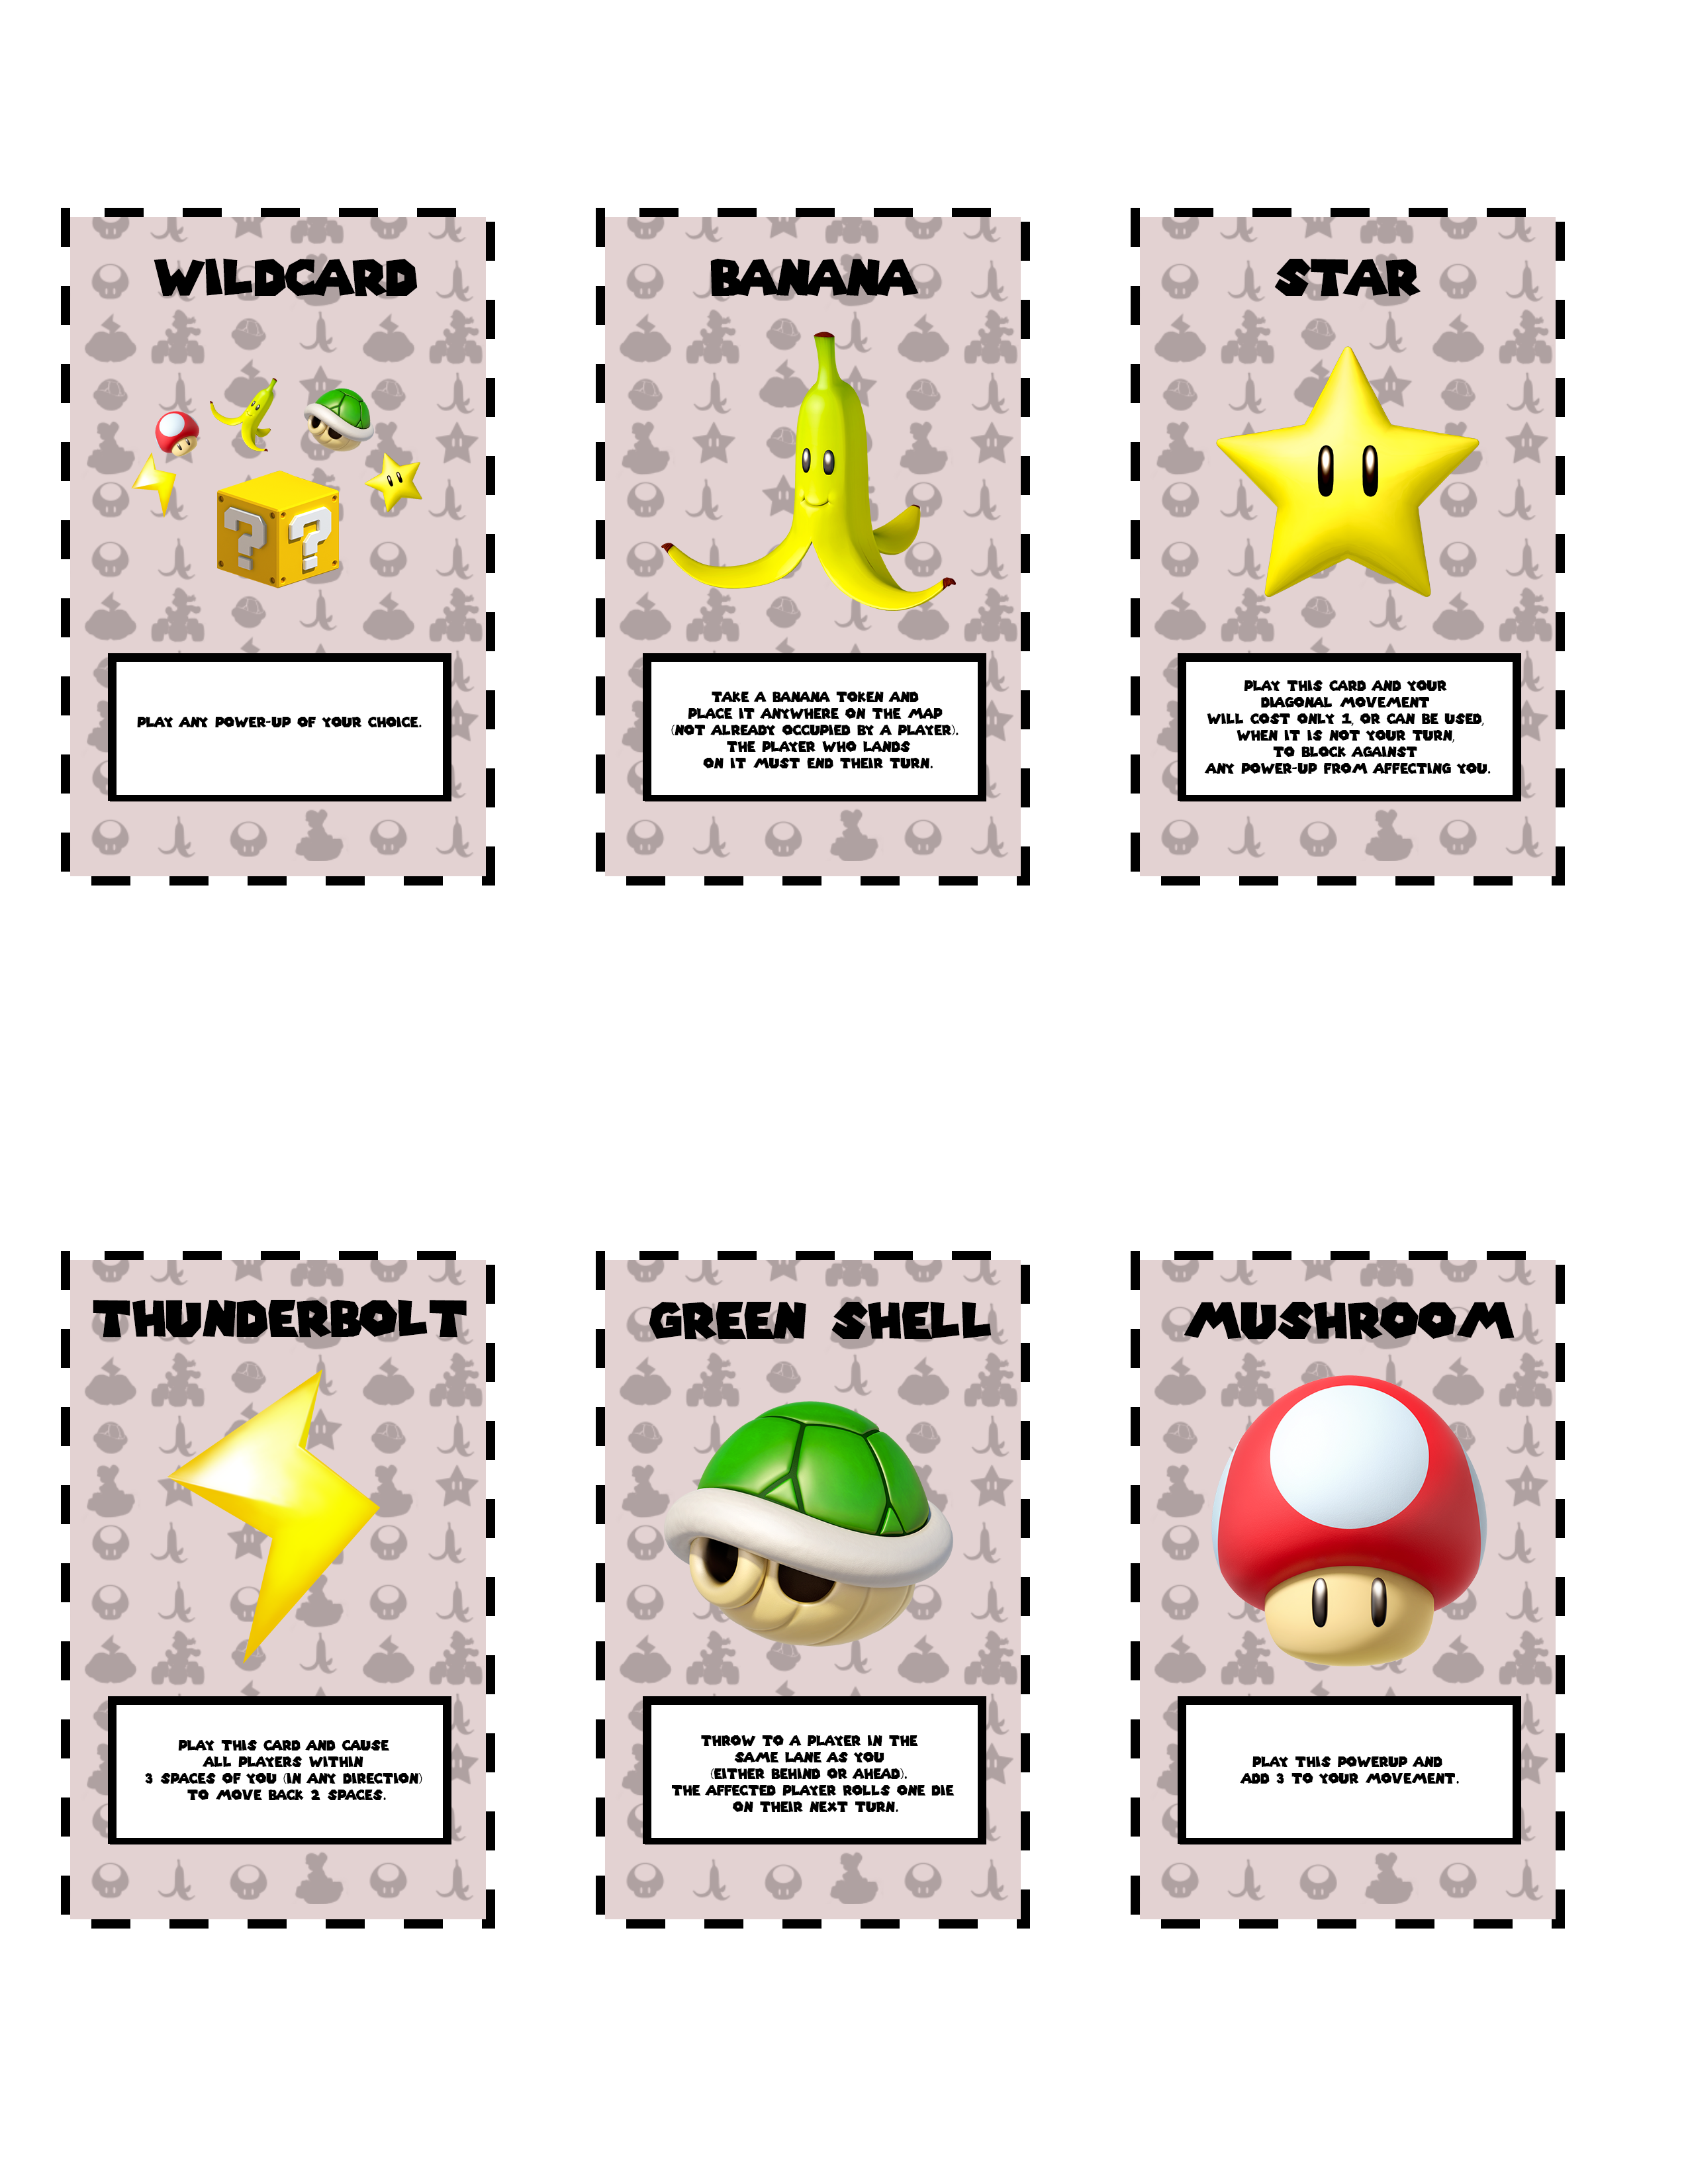 WILDCARD
PLAY ANY POWER-UP OF YOUR CHOICE.
BANANA
TAKE A BANANA TOKEN AND
PLACE IT ANYWHERE ON THE MAP
(NOT ALREADY OCCUPIED BY A PLAYER).
THE PLAYER WHO LANDS
ON IT MUST END THEIR TURN.
STAR
PLAY THIS CARD AND YOUR
DIAGONAL MOVEMENT
WILL COST ONLY 1, OR CAN BE USED,
WHEN IT IS NOT YOUR TURN,
TO BLOCK AGAINST
ANY POWER-UP FROM AFFECTING YOU.
THUNDERBOLT
PLAY THIS CARD AND CAUSE
ALL PLAYERS WITHIN
3 SPACES OF YOU (IN ANY DIRECTION)
TO MOVE BACK 2 SPACES.
GREEN SHELL
THROW TO A PLAYER IN THE
SAME LANE AS YOU
(EITHER BEHIND OR AHEAD).
THE AFFECTED PLAYER ROLLS ONE DIE
ON THEIR NEXT TURN.
MUSHROOM
PLAY THIS POWERUP AND
ADD 3 TO YOUR MOVEMENT.